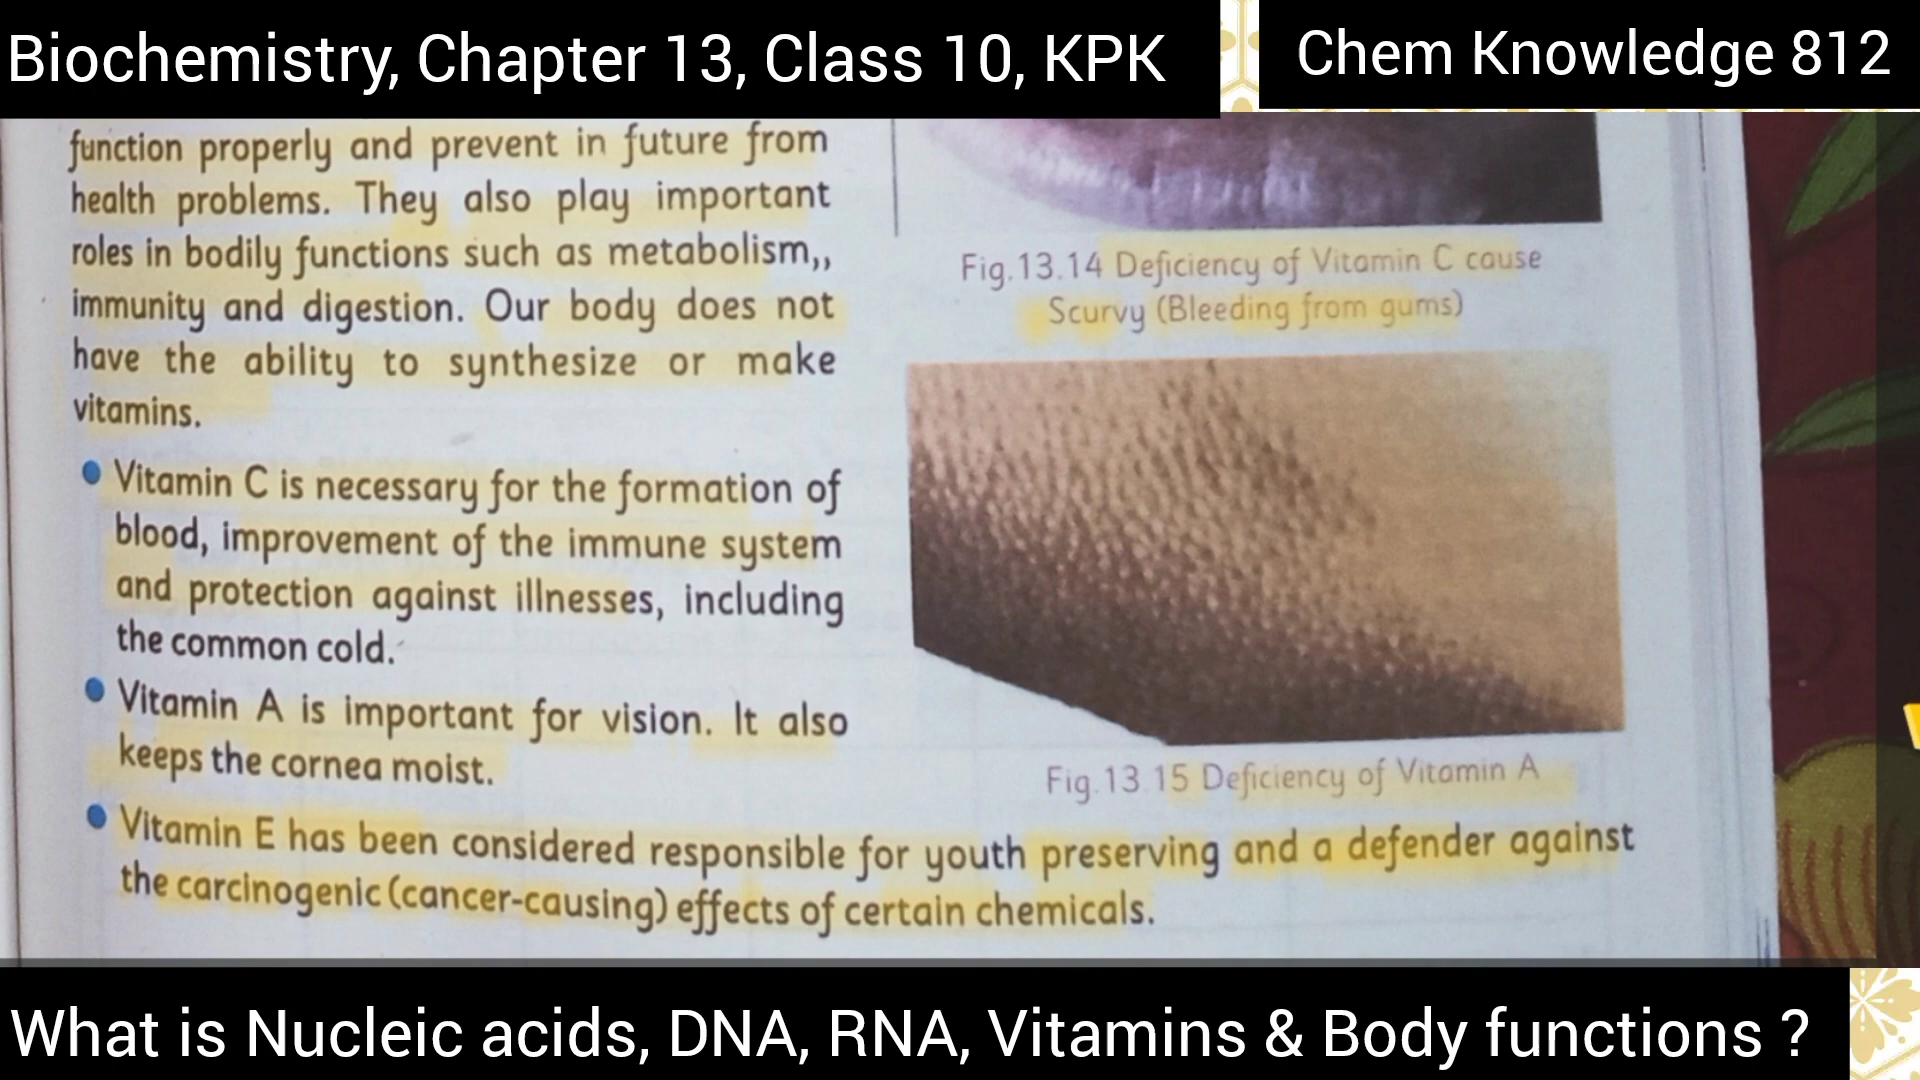 Biochemistry, Chapter 13, Class 10, KPK
Chem Knowledge 812
function properly and prevent in future from
health problems. They also play important
roles in bodily functions such as metabolism,,
immunity and digestion. Our body does not
have the ability to synthesize or make
vitamins.
Vitamin C is necessary for the formation of
blood, improvement of the immune system
and protection against illnesses, including
the common cold.
Vitamin A is important for vision. It also
keeps the cornea moist.
Vitamin E has been considered responsible for youth preserving and a defender against
the carcinogenic (cancer-causing) effects of certain chemicals.
Fig.13.14 Deficiency of Vitamin C cause
Scurvy (Bleeding from gums)
Fig.13 15 Deficiency of Vitamin A
What is Nucleic acids, DNA, RNA, Vitamins & Body functions ?